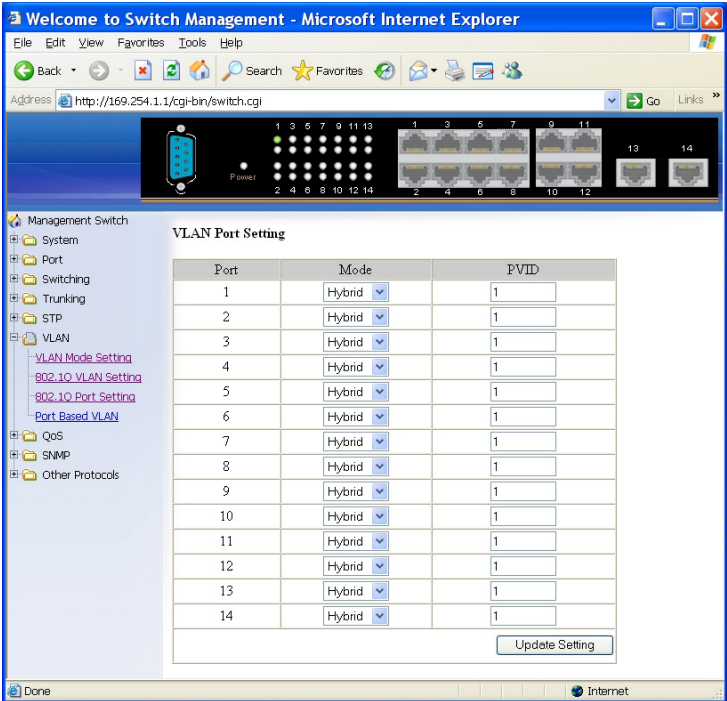 Welcome to Switch Management - Microsoft Internet Explorer
File Edit View Favorites Tools Help
Back Search Favorites
Address http://169.254.1.1/cgi-bin/switch.cgi Go Links »
1 3 5 7 9 11 13 1 3 5 7 9 11
13 14
Power
2 4 6 8 10 12 14 2 4 6 8 10 12
Management Switch
System
Port
Switching
Trunking
STP
VLAN
VLAN Mode Setting
802.1Q VLAN Setting
802.1Q Port Setting
Port Based VLAN
QoS
SNMP
Other Protocols
VLAN Port Setting
Port Mode PVID
1 Hybrid 1
2 Hybrid 1
3 Hybrid 1
4 Hybrid 1
5 Hybrid 1
6 Hybrid 1
7 Hybrid 1
8 Hybrid 1
9 Hybrid 1
10 Hybrid 1
11 Hybrid 1
12 Hybrid 1
13 Hybrid 1
14 Hybrid 1
Update Setting
Done Internet